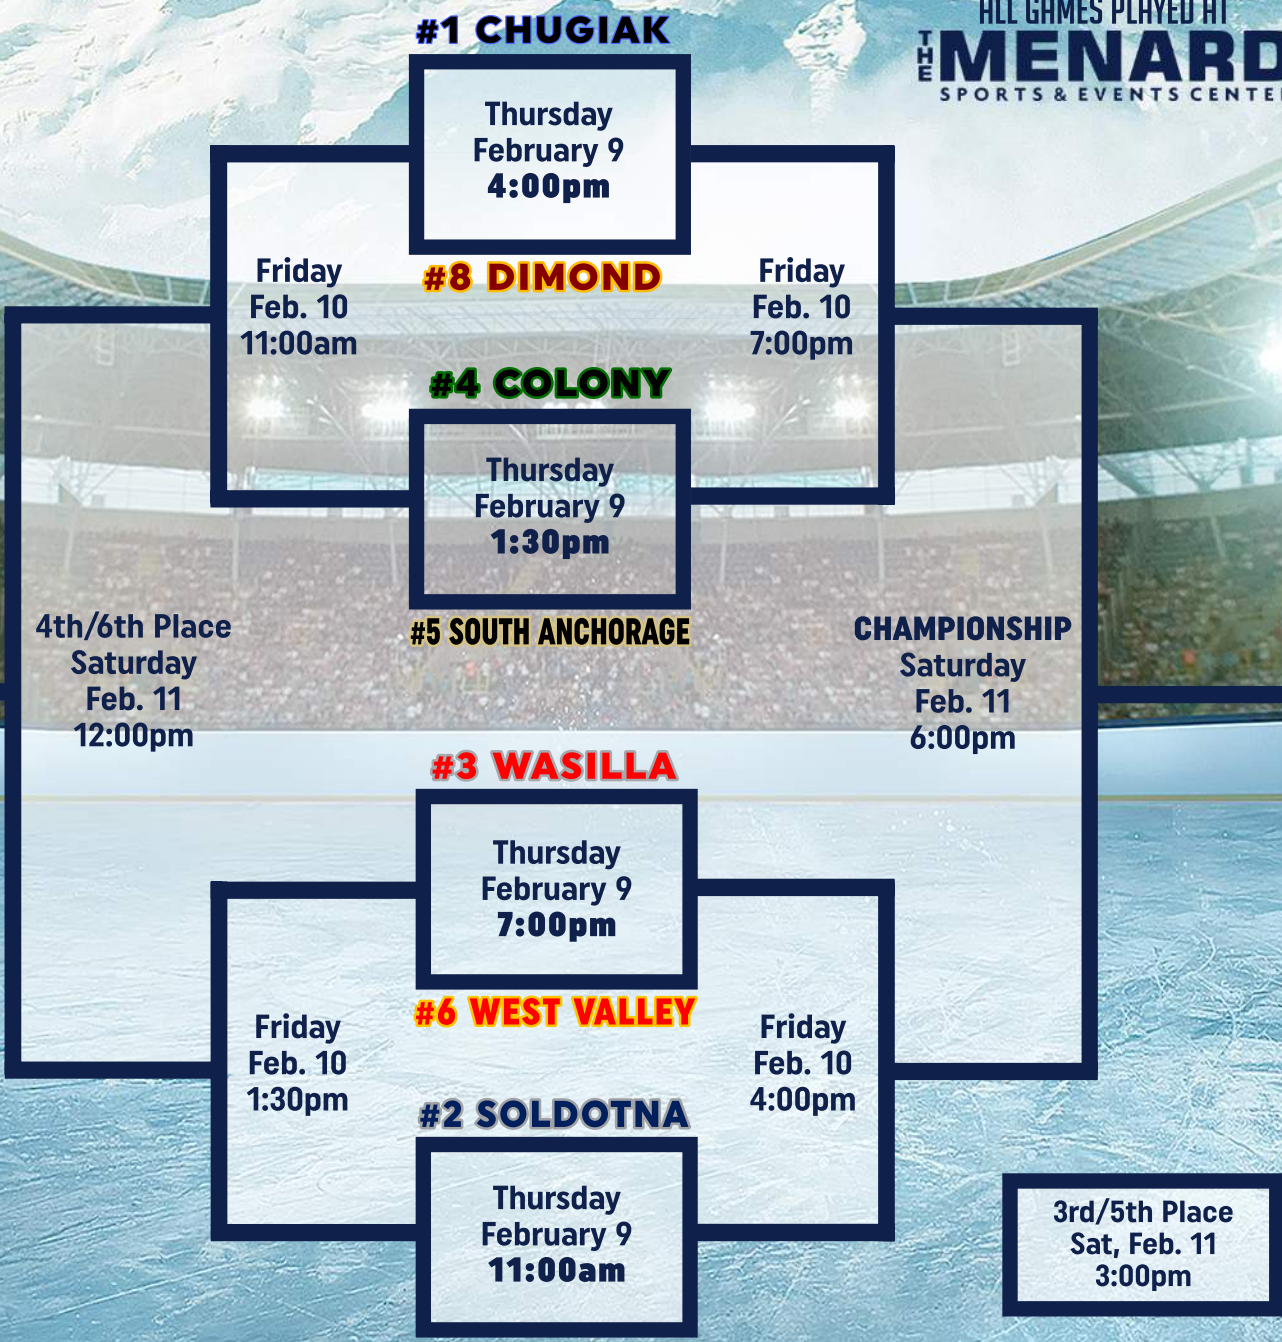 ALL GAMES PLAYED AT
THE MENARD
SPORTS & EVENTS CENTE
#1 CHUGIAK
Thursday
February 9
4:00pm
#8 DIMOND
Friday
Feb. 10
11:00am
Friday
Feb. 10
7:00pm
#4 COLONY
Thursday
February 9
1:30pm
#5 SOUTH ANCHORAGE
4th/6th Place
Saturday
Feb. 11
12:00pm
CHAMPIONSHIP
Saturday
Feb. 11
6:00pm
#3 WASILLA
Thursday
February 9
7:00pm
#6 WEST VALLEY
Friday
Feb. 10
1:30pm
Friday
Feb. 10
4:00pm
#2 SOLDOTNA
Thursday
February 9
11:00am
3rd/5th Place
Sat, Feb. 11
3:00pm